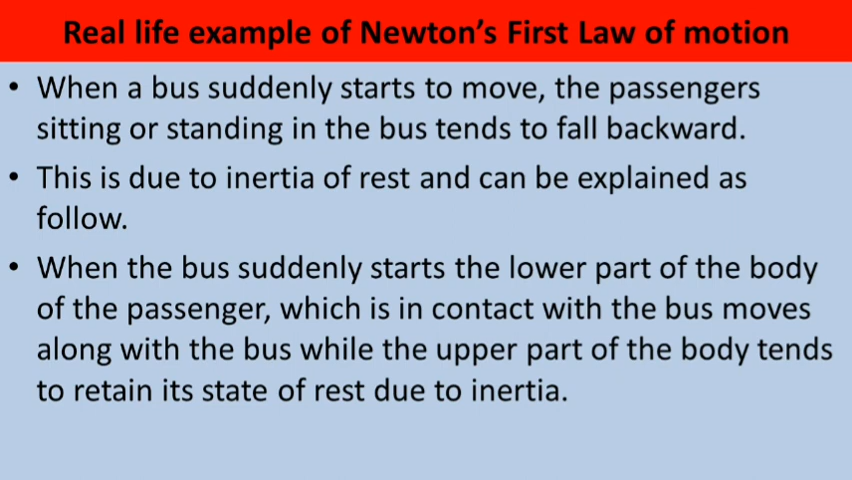 Real life example of Newton’s First Law of motion
• When a bus suddenly starts to move, the passengers
sitting or standing in the bus tends to fall backward.
• This is due to inertia of rest and can be explained as
follow.
• When the bus suddenly starts the lower part of the body
of the passenger, which is in contact with the bus moves
along with the bus while the upper part of the body tends
to retain its state of rest due to inertia.